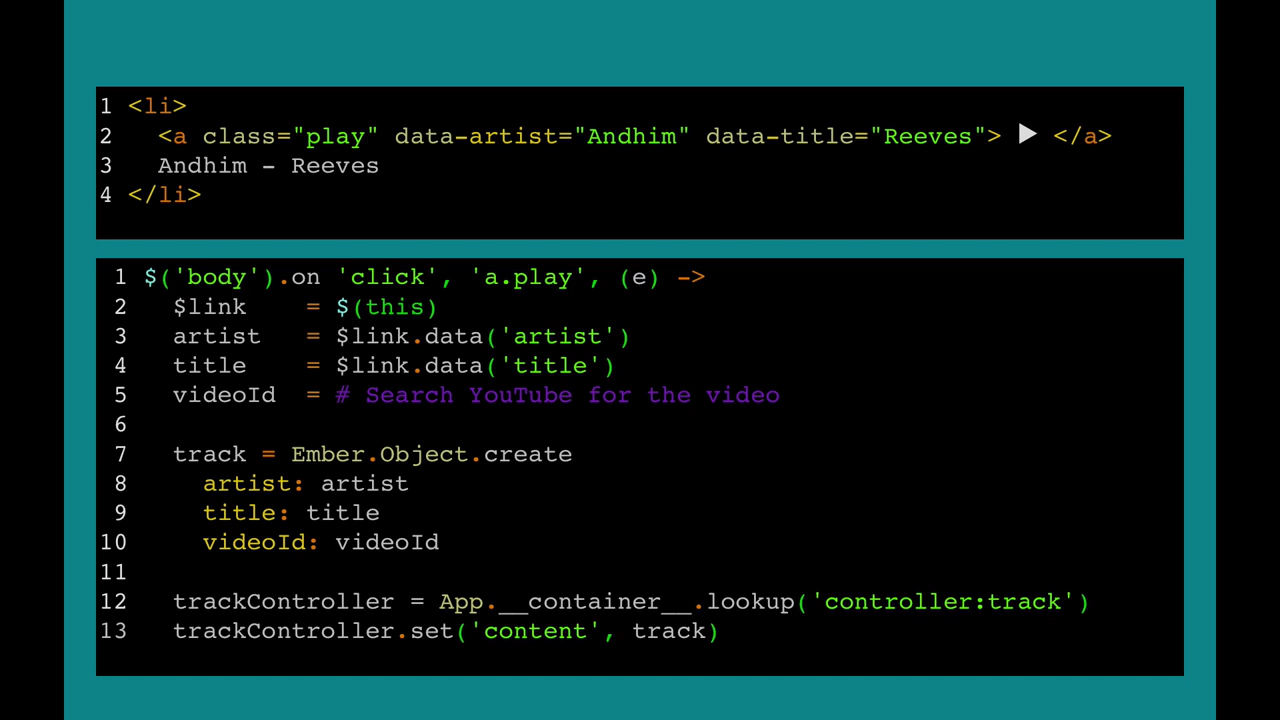 1 <li>
2   <a class="play" data-artist="Andhim" data-title="Reeves"> ▶ </a>
3   Andhim - Reeves
4 </li>
1 $('body').on 'click', 'a.play', (e) ->
2   $link    = $(this)
3   artist   = $link.data('artist')
4   title    = $link.data('title')
5   videoId  = # Search YouTube for the video
6
7   track = Ember.Object.create
8     artist: artist
9     title: title
10     videoId: videoId
11
12   trackController = App.__container__.lookup('controller:track')
13   trackController.set('content', track)